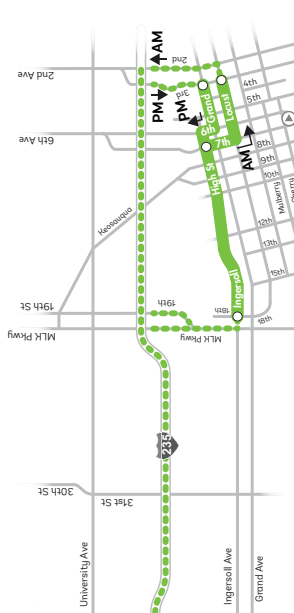 AM
2nd
2nd Ave
PM
3rd
PM
Grand
Locust
4th
5th
6th Ave
6th
7th
AM
8th
9th
10th
High St
Mulberry
Keosauqua
12th
13th
15th
Ingersoll
19th St
19th
18th
18th
MLK Pkwy
MLK Pkwy
235
30th St
31st St
University Ave
Ingersoll Ave
Grand Ave